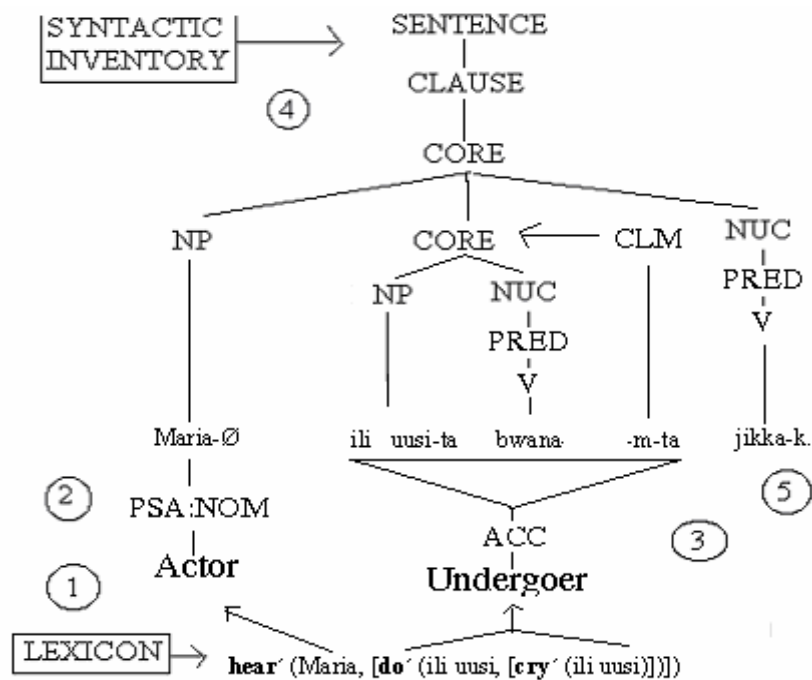 SYNTACTIC
INVENTORY
SENTENCE
CLAUSE
4
CORE
NP
CORE
CLM
NUC
NP
NUC
PRED
PRED
V
V
Maria-Ø
ili uusi-ta
bwana-
-m-ta
jikka-k.
2
PSA:NOM
5
ACC
3
1
Actor
Undergoer
LEXICON
hear´ (Maria, [do´ (ili uusi, [cry´ (ili uusi)])])